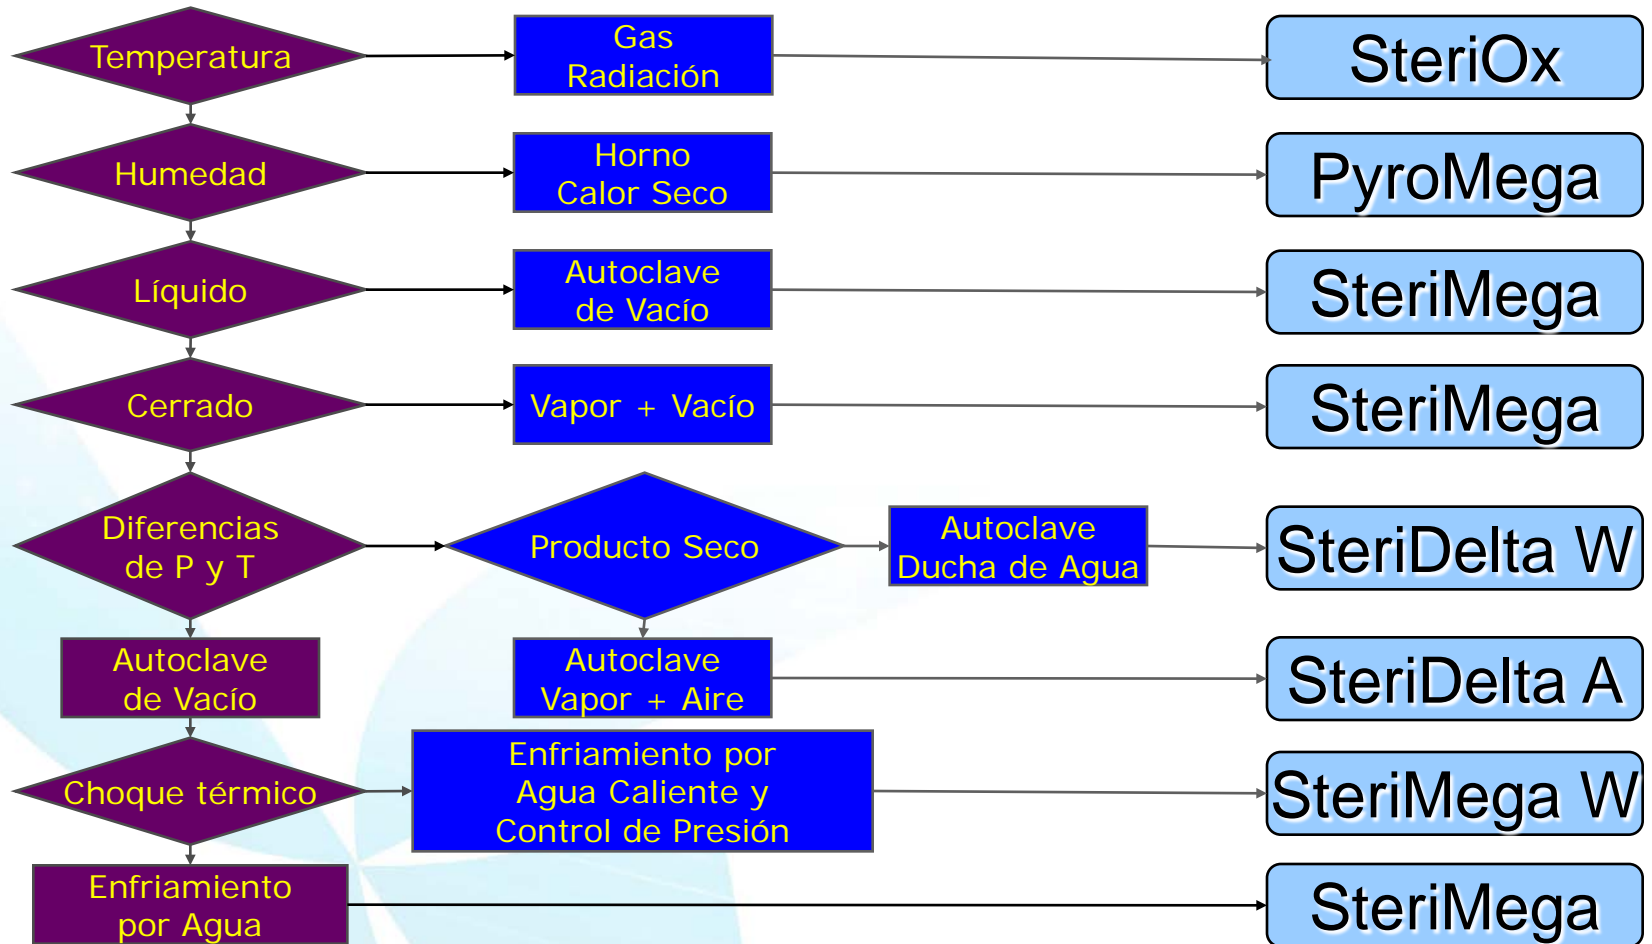 Temperatura
Gas
Radiación
SteriOx
Humedad
Horno
Calor Seco
PyroMega
Líquido
Autoclave
de Vacío
SteriMega
Cerrado
Vapor + Vacío
SteriMega
Diferencias
de P y T
Producto Seco
Autoclave
Ducha de Agua
SteriDelta W
Autoclave
de Vacío
Autoclave
Vapor + Aire
SteriDelta A
Choque térmico
Enfriamiento por
Agua Caliente y
Control de Presión
SteriMega W
Enfriamiento
por Agua
SteriMega